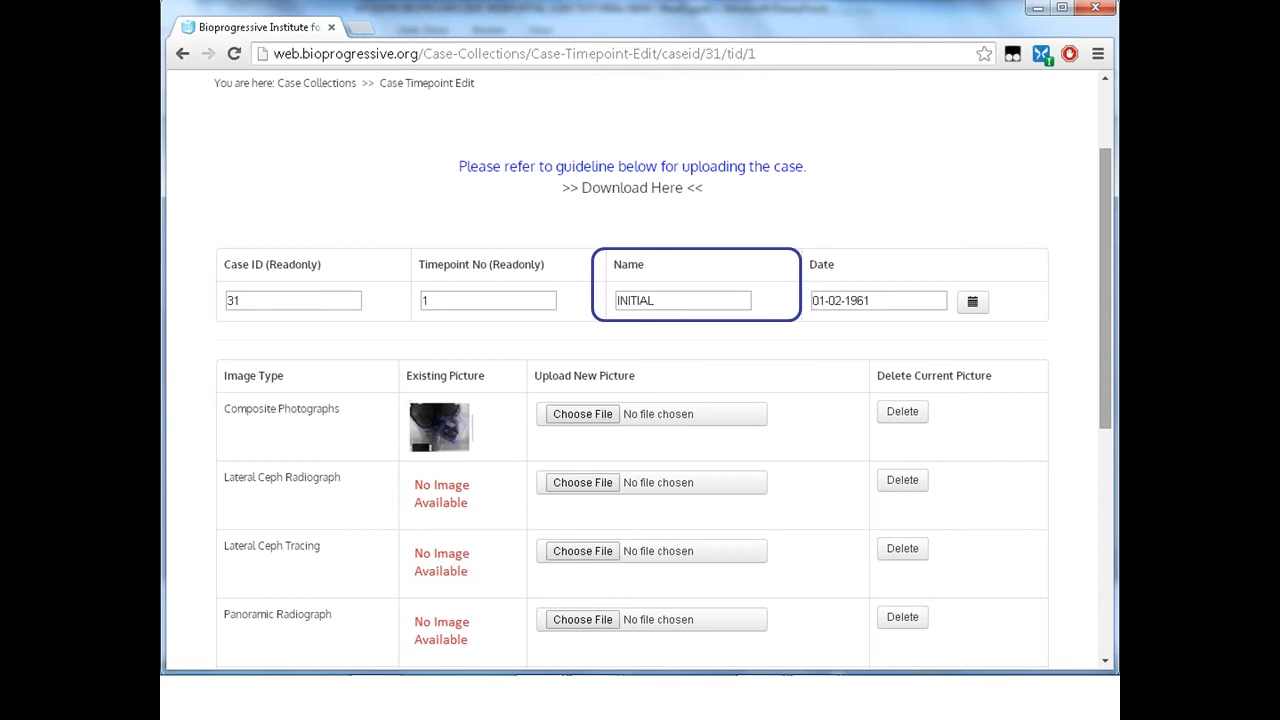 Bioprogressive Institute fo
web.bioprogressive.org/Case-Collections/Case-Timepoint-Edit/caseid/31/tid/1
You are here: Case Collections >> Case Timepoint Edit
Please refer to guideline below for uploading the case.
>> Download Here <<
Case ID (Readonly) Timepoint No (Readonly) Name Date
31 1 INITIAL 01-02-1961
Image Type Existing Picture Upload New Picture Delete Current Picture
Composite Photographs Choose File No file chosen Delete
Lateral Ceph Radiograph No Image Available Choose File No file chosen Delete
Lateral Ceph Tracing No Image Available Choose File No file chosen Delete
Panoramic Radiograph No Image Available Choose File No file chosen Delete